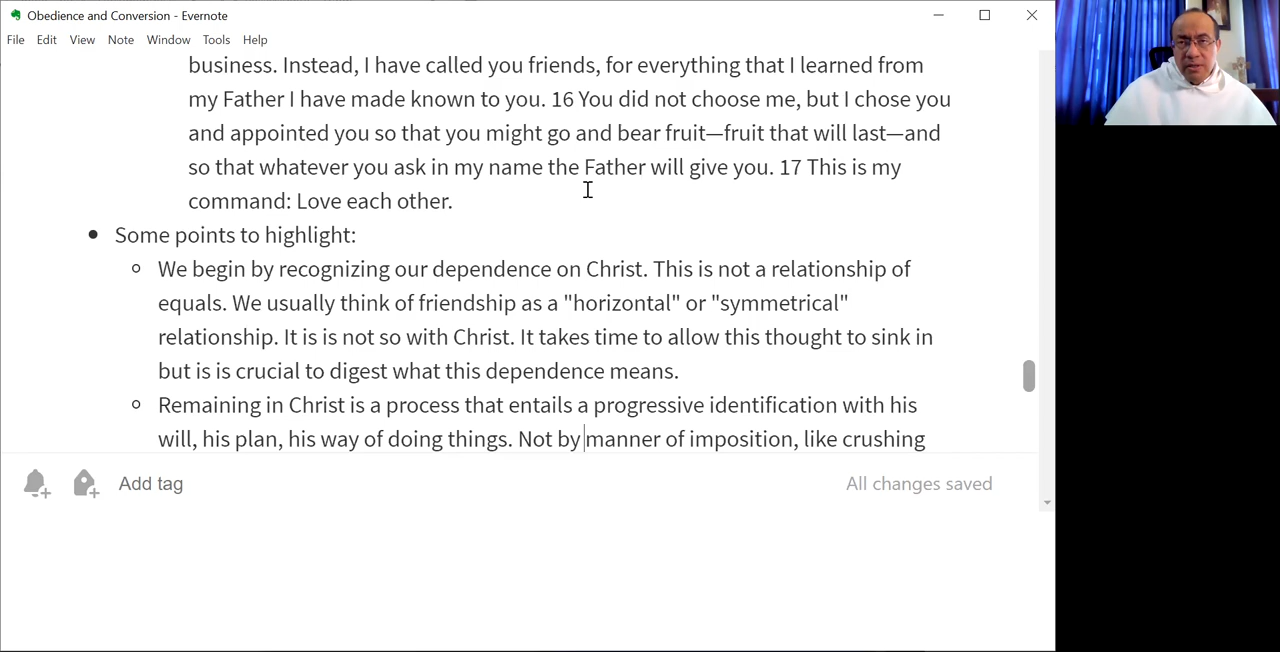 Obedience and Conversion - Evernote
File Edit View Note Window Tools Help
business. Instead, I have called you friends, for everything that I learned from
my Father I have made known to you. 16 You did not choose me, but I chose you
and appointed you so that you might go and bear fruit—fruit that will last—and
so that whatever you ask in my name the Father will give you. 17 This is my
command: Love each other.
Some points to highlight:
We begin by recognizing our dependence on Christ. This is not a relationship of
equals. We usually think of friendship as a "horizontal" or "symmetrical"
relationship. It is is not so with Christ. It takes time to allow this thought to sink in
but is is crucial to digest what this dependence means.
Remaining in Christ is a process that entails a progressive identification with his
will, his plan, his way of doing things. Not by manner of imposition, like crushing
Add tag
All changes saved